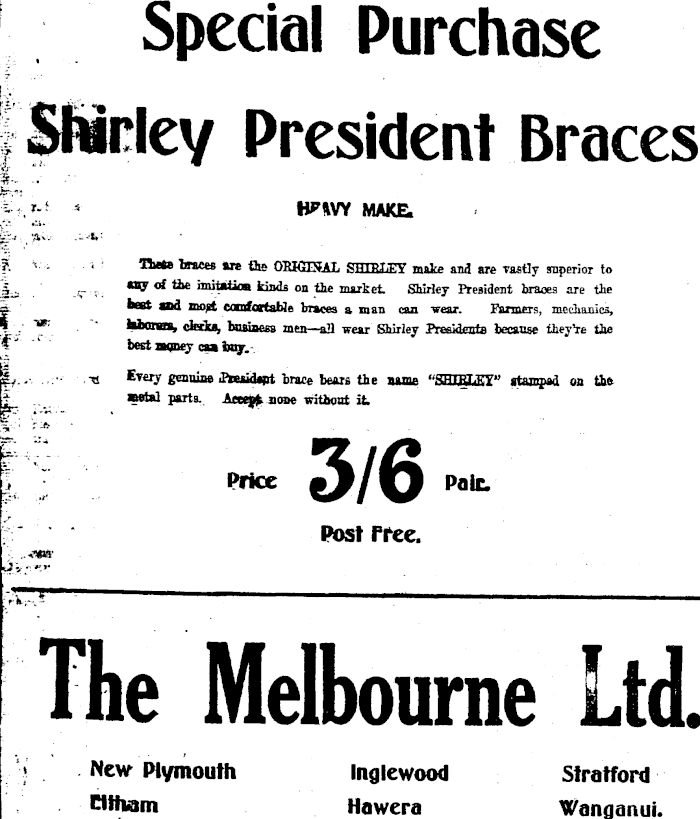 Special Purchase
Shirley President Braces
HEAVY MAKE.
These braces are the ORIGINAL SHIRLEY make and are vastly superior to
any of the imitation kinds on the market. Shirley President braces are the
best and most comfortable braces a man can wear. Farmers, mechanics,
laborers, clerks, business men—all wear Shirley Presidents because they're the
best money can buy.
Every genuine President brace bears the name "SHIRLEY" stamped on the
metal parts. Accept none without it.
Price 3/6 Pair.
Post Free.
The Melbourne Ltd.
New Plymouth Inglewood Stratford
Eltham Hawera Wanganui.